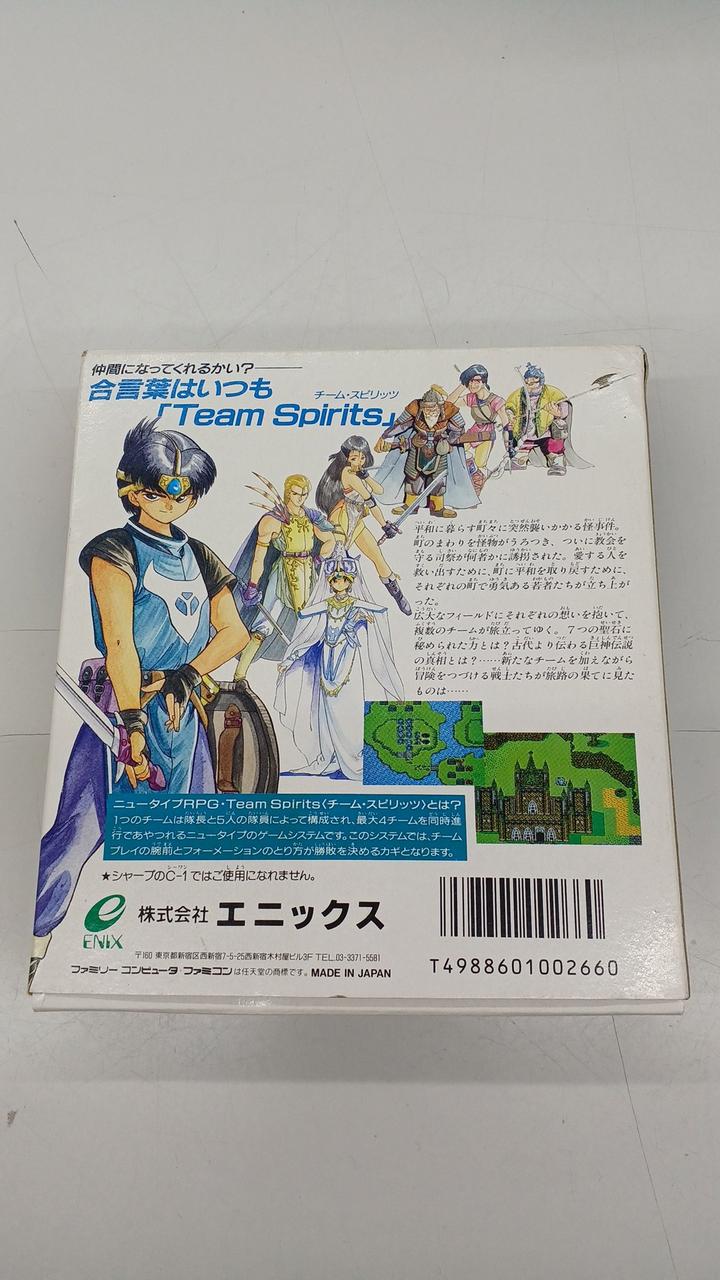 仲間になってくれるかい?
合言葉はいつも
チーム・スピリッツ
「Team Spirits」
平和に暮らす町々に突然襲いかかる怪事件。
町のまわりを怪物がうろつき、ついに教会を
守る司祭が何者かに誘拐された。愛する人を
救い出すために、町に平和を取り戻すために、
それぞれの町で勇気ある若者たちが立ち上が
った。
広大なフィールドにそれぞれの想いを抱いて、
複数のチームが旅立ってゆく。7つの聖石に
秘められた力とは?古代より伝わる巨神伝説
の真相とは?……新たなチームを加えながら
冒険をつづける戦士たちが旅路の果てに見た
ものは……
ニュータイプRPG・Team Spirits〈チーム・スピリッツ〉とは?
1つのチームは隊長と5人の隊員によって構成され、最大4チームを同時進
行であやつれるニュータイプのゲームシステムです。このシステムでは、チーム
プレイの腕前とフォーメーションのとり方が勝敗を決めるカギとなります。
★シャープのC-1ではご使用になれません。
ENIX
株式会社 エニックス
〒160 東京都新宿区西新宿7-5-25西新宿木村屋ビル3F TEL.03-3371-5581
ファミリー コンピュータ・ファミコンは任天堂の商標です。 MADE IN JAPAN
T4988601002660